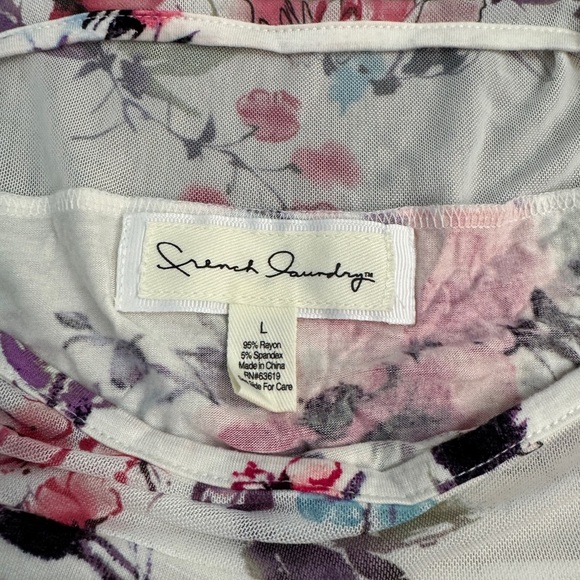 French Laundry™
L
95% Rayon
5% Spandex
Made in China
RN#63619
Side For Care